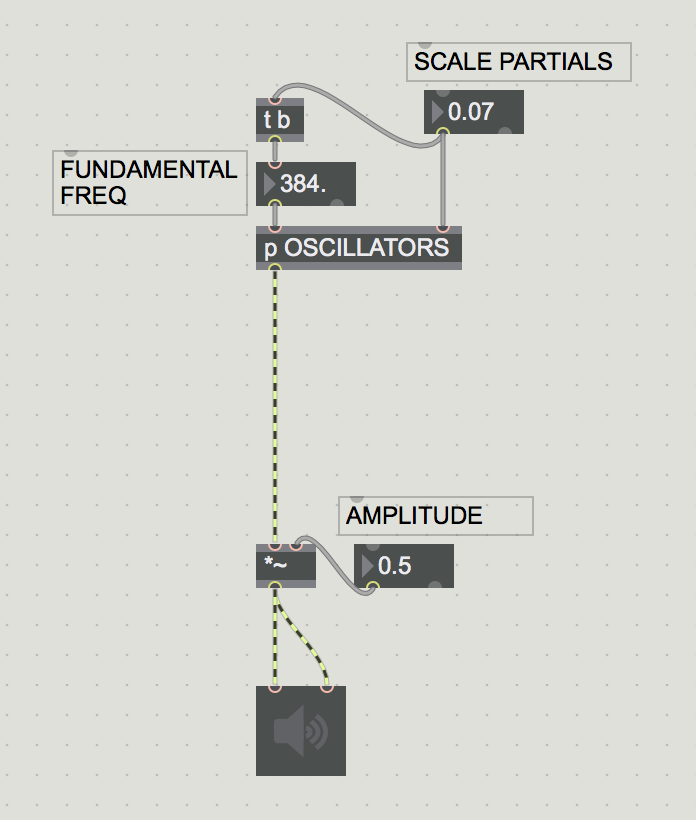 SCALE PARTIALS
0.07
t b
FUNDAMENTAL
FREQ
384.
p OSCILLATORS
AMPLITUDE
*~
0.5